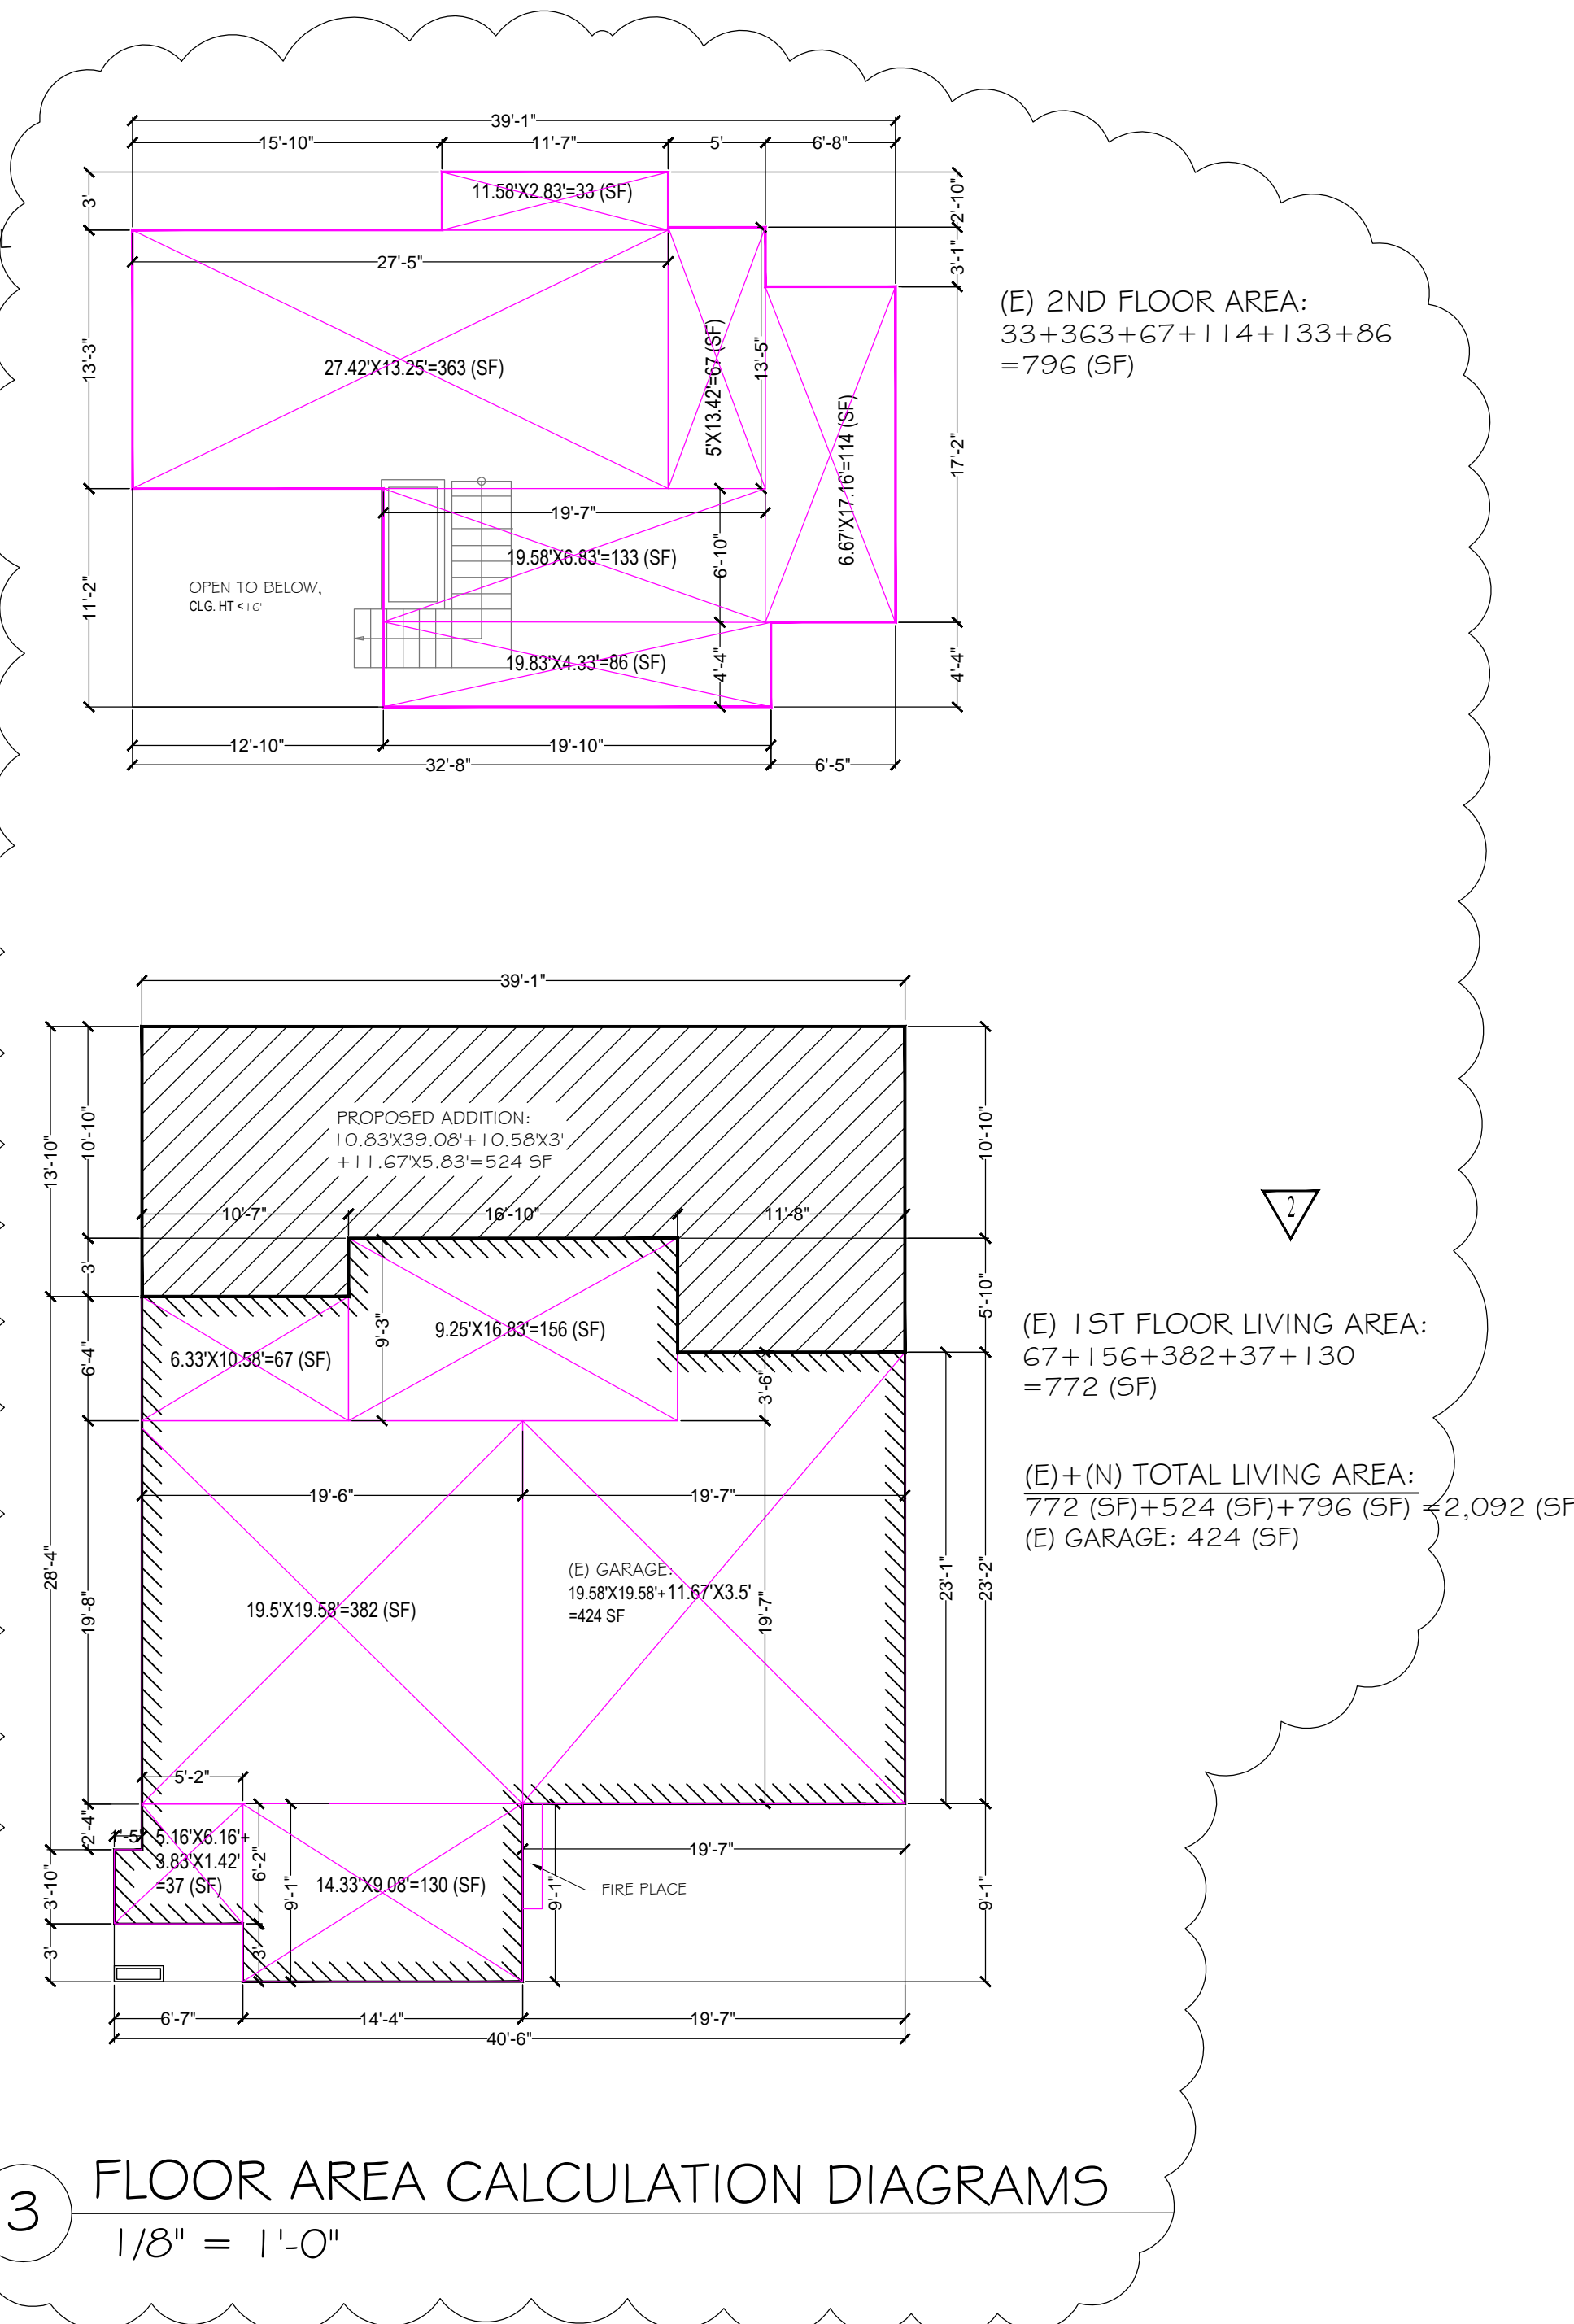 39'-1"
15'-10"
11'-7"
5'
6'-8"
3'
11.58'X2.83'=33 (SF)
2'-10"
L
27'-5"
3'-1"
13'-3"
27.42'X13.25'=363 (SF)
5'X13.42'=67 (SF)
13'-5"
6.67'X17.16'=114 (SF)
17'-2"
(E) 2ND FLOOR AREA:
33+363+67+114+133+86
=796 (SF)
19'-7"
19.58'X6.83'=133 (SF)
6'-10"
11'-2"
OPEN TO BELOW,
CLG. HT <16'
19.83'X4.33'=86 (SF)
4'-4"
4'-4"
12'-10"
19'-10"
32'-8"
6'-5"
39'-1"
13'-10"
10'-10"
PROPOSED ADDITION:
10.83'X39.08'+10.58'X3'
+11.67'X5.83'=524 SF
10'-10"
10'-7"
16'-10"
11'-8"
2
3'
5'-10"
9'-3"
9.25'X16.83'=156 (SF)
6'-4"
6.33'X10.58'=67 (SF)
3'-6"
(E) 1ST FLOOR LIVING AREA:
67+156+382+37+130
=772 (SF)
(E)+(N) TOTAL LIVING AREA:
772 (SF)+524 (SF)+796 (SF) =2,092 (SF
(E) GARAGE: 424 (SF)
19'-6"
19'-7"
28'-4"
19'-8"
19.5'X19.58'=382 (SF)
(E) GARAGE:
19.58'X19.58'+11.67'X3.5'
=424 SF
19'-7"
23'-1"
23'-2"
5'-2"
2'-4"
1'-5"
5.16'X6.16'+
3.83'X1.42'
=37 (SF)
6'-2"
9'-1"
14.33'X9.08'=130 (SF)
9'-1"
FIRE PLACE
19'-7"
9'-1"
3'-10"
3'
3'
6'-7"
14'-4"
19'-7"
40'-6"
3
FLOOR AREA CALCULATION DIAGRAMS
1/8" = 1'-0"